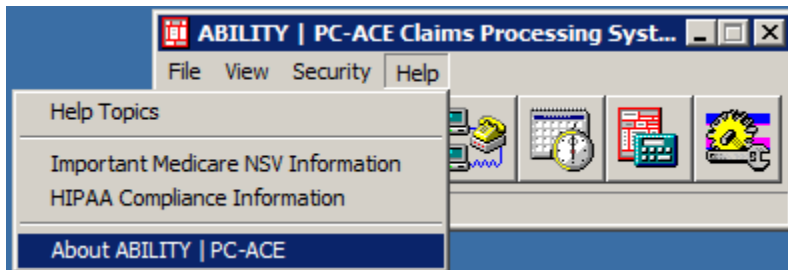 ABILITY | PC-ACE Claims Processing Syst...
File View Security Help
Help Topics
Important Medicare NSV Information
HIPAA Compliance Information
About ABILITY | PC-ACE